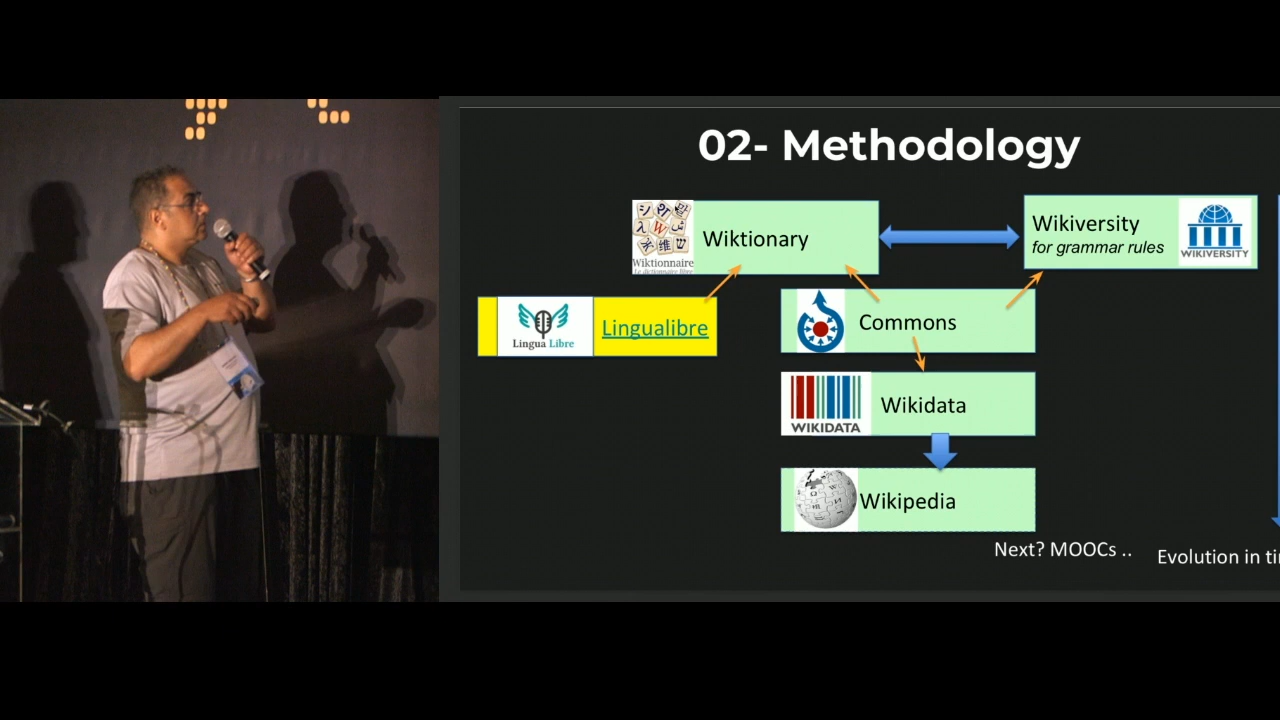 02- Methodology
Wiktionary
Wiktionnaire
Le dictionnaire libre
Wikiversity
for grammar rules
WIKIVERSITY
Lingua Libre
Lingualibre
Commons
WIKIDATA
Wikidata
Wikipedia
Next? MOOCs ..
Evolution in